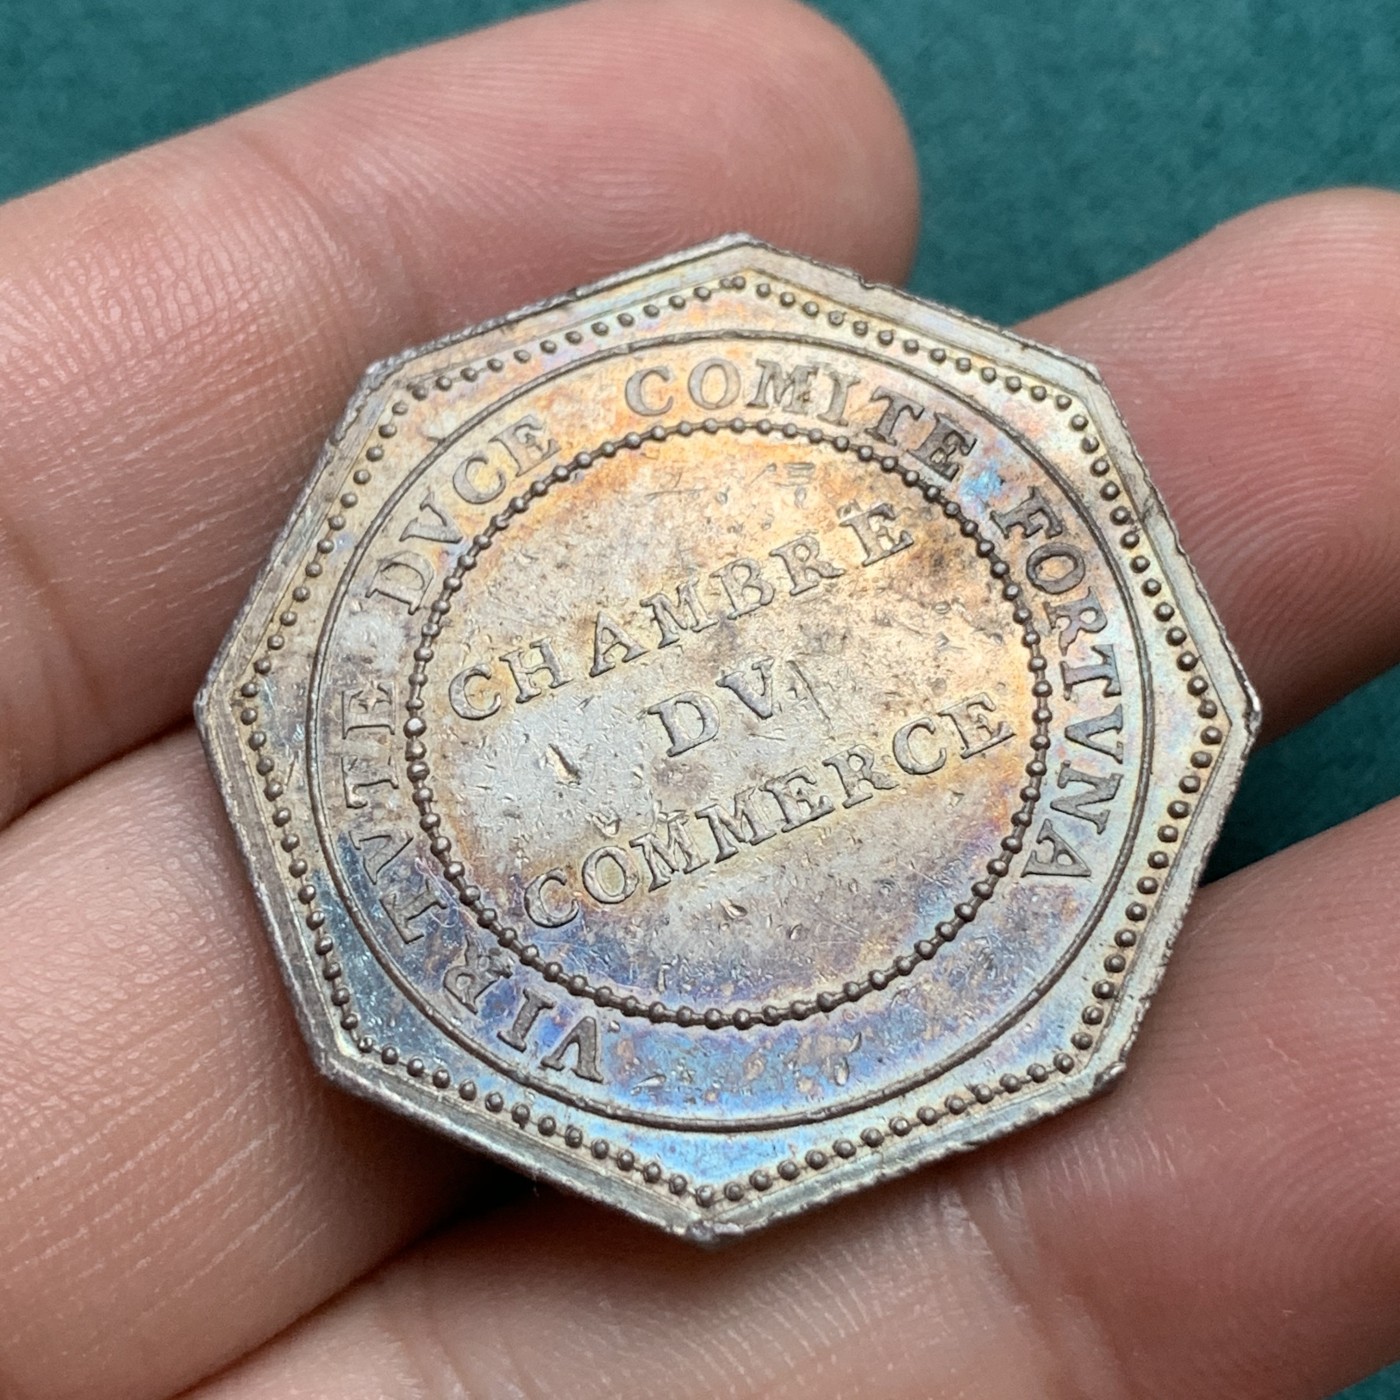 VIRTVTE DVCE COMITE FORTVNA
CHAMBRE
DV
COMMERCE